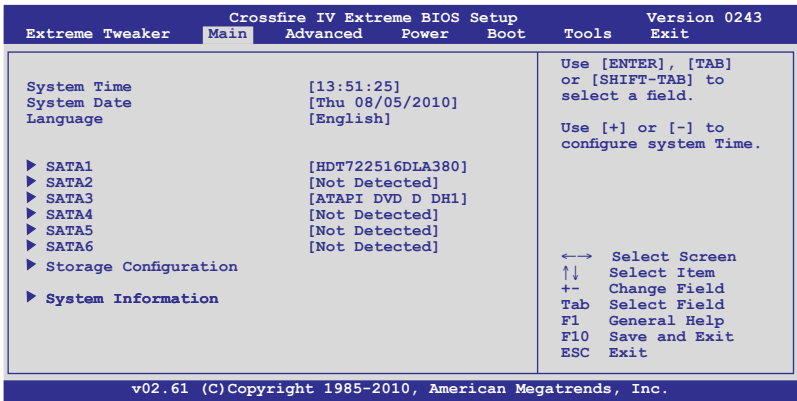 Crossfire IV Extreme BIOS Setup Version 0243
Extreme Tweaker Main Advanced Power Boot Tools Exit
System Time [13:51:25]
System Date [Thu 08/05/2010]
Language [English]
SATA1 [HDT722516DLA380]
SATA2 [Not Detected]
SATA3 [ATAPI DVD D DH1]
SATA4 [Not Detected]
SATA5 [Not Detected]
SATA6 [Not Detected]
Storage Configuration
System Information
Use [ENTER], [TAB]
or [SHIFT-TAB] to
select a field.
Use [+] or [-] to
configure system Time.
←→ Select Screen
↑↓ Select Item
+- Change Field
Tab Select Field
F1 General Help
F10 Save and Exit
ESC Exit
v02.61 (C)Copyright 1985-2010, American Megatrends, Inc.